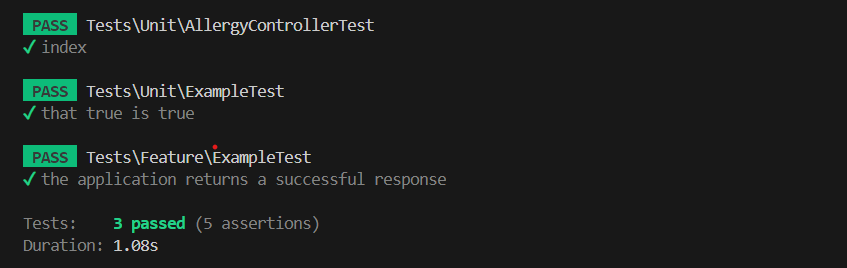 PASS Tests\Unit\AllergyControllerTest
✓ index
PASS Tests\Unit\ExampleTest
✓ that true is true
PASS Tests\Feature\ExampleTest
✓ the application returns a successful response
Tests: 3 passed (5 assertions)
Duration: 1.08s